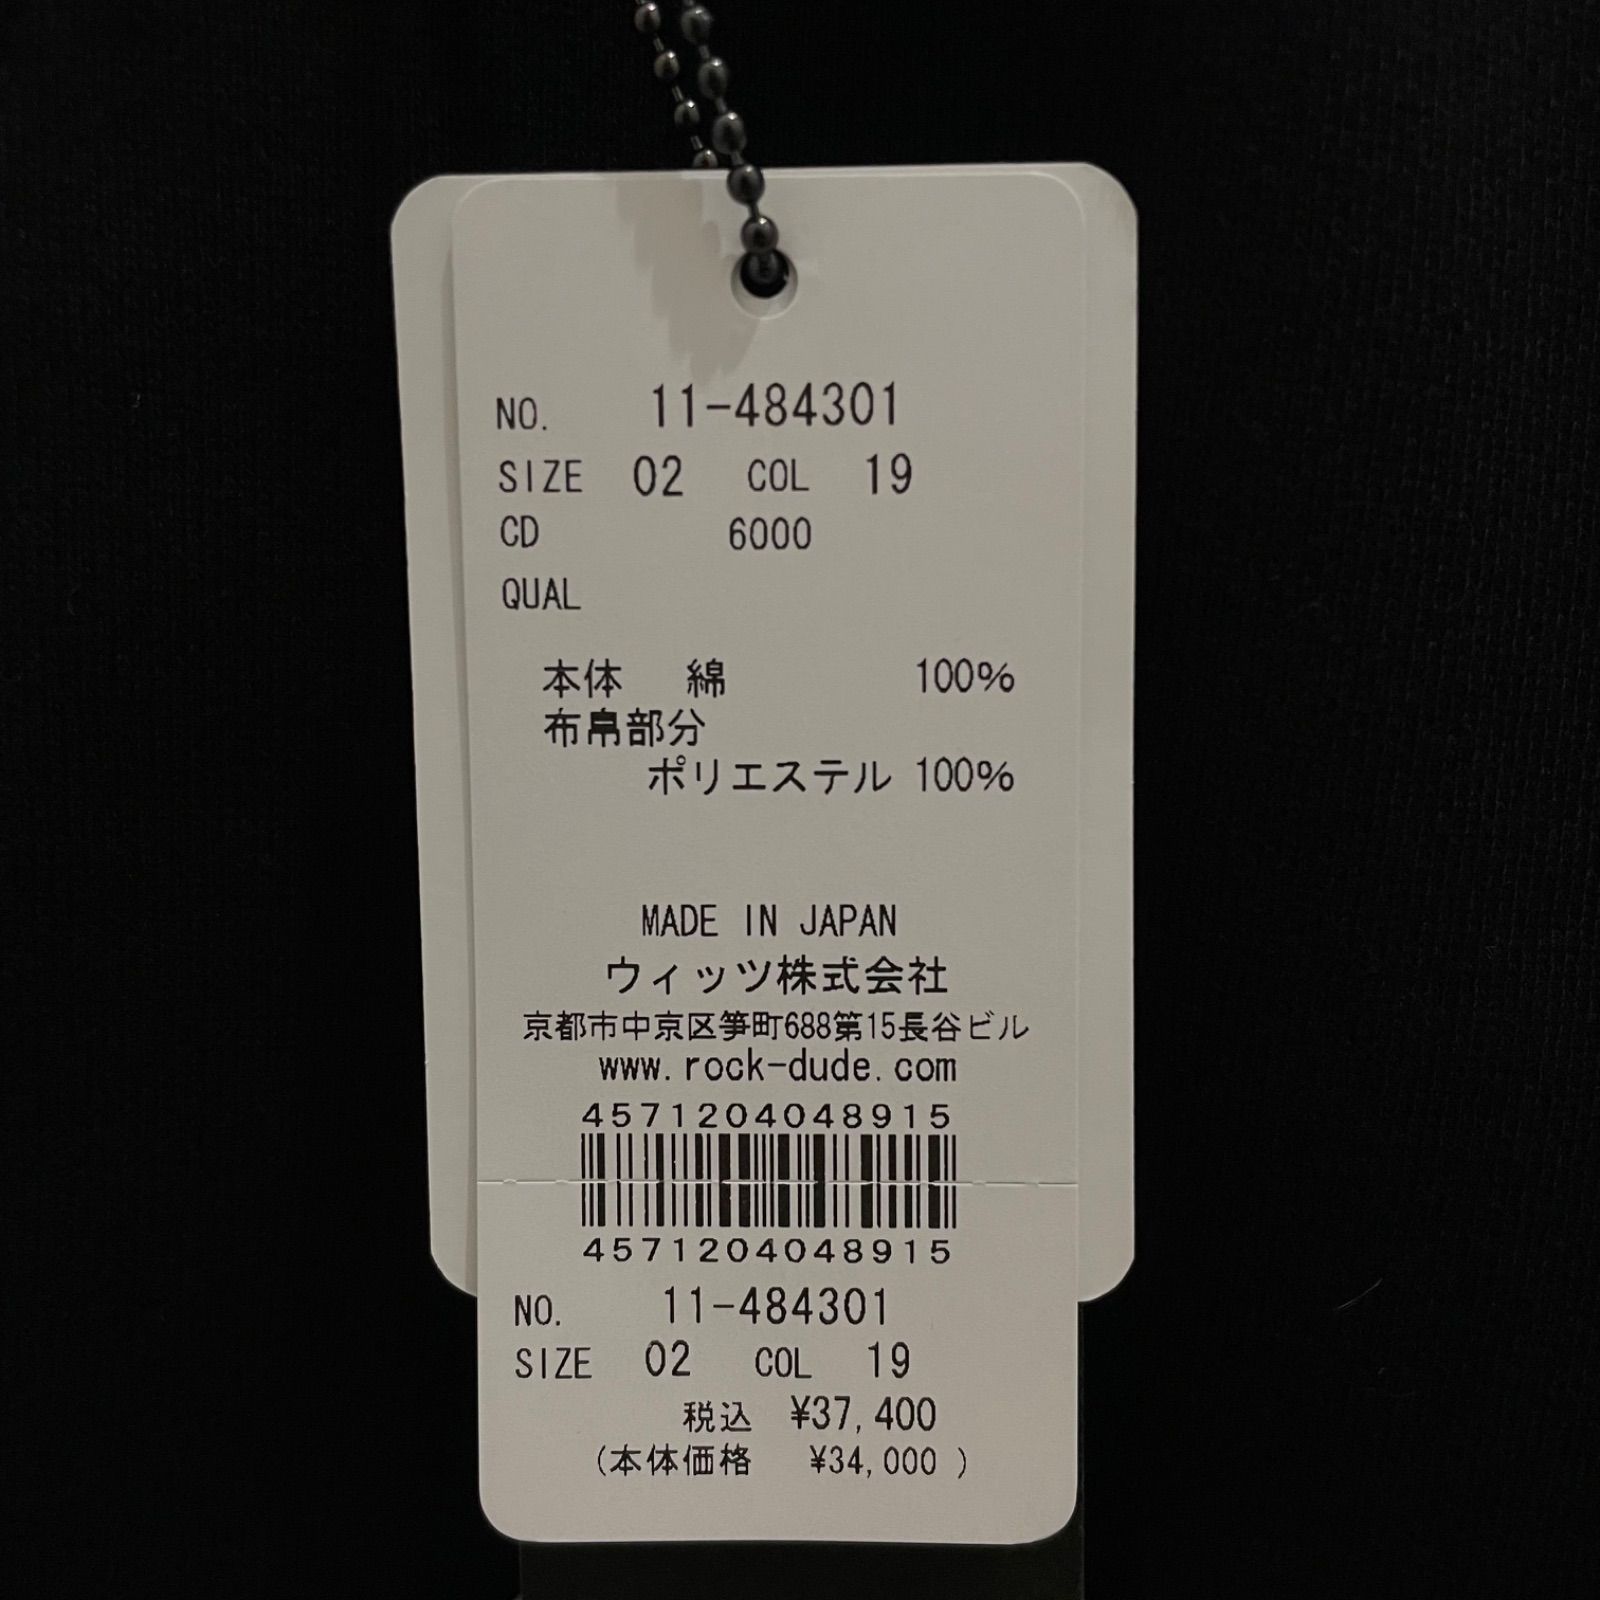 NO. 11-484301
SIZE 02 COL 19
CD 6000
QUAL
本体 綿 100%
布帛部分
ポリエステル 100%
MADE IN JAPAN
ウィッツ株式会社
京都市中京区笋町688第15長谷ビル
www.rock-dude.com
4571204048915
4571204048915
NO. 11-484301
SIZE 02 COL 19
税込 ¥37,400
(本体価格 ¥34,000 )